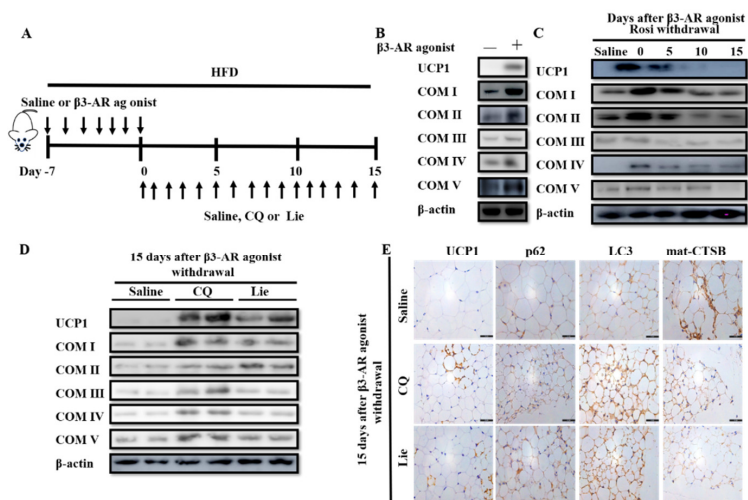 A
HFD
Saline or β3-AR ag onist
Day -7 0 5 10 15
Saline, CQ or Lie
B
β3-AR agonist — +
UCP1
COM I
COM II
COM III
COM IV
COM V
β-actin
C
Days after β3-AR agonist
Rosi withdrawal
Saline 0 5 10 15
UCP1
COM I
COM II
COM III
COM IV
COM V
β-actin
D
15 days after β3-AR agonist
withdrawal
Saline CQ Lie
UCP1
COM I
COM II
COM III
COM IV
COM V
β-actin
E
UCP1 p62 LC3 mat-CTSB
15 days after β3-AR agonist
withdrawal
Saline
CQ
Lie